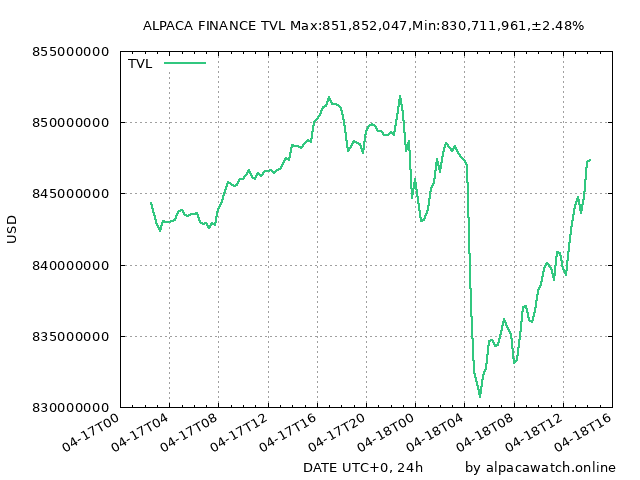 ALPACA FINANCE TVL Max:851,852,047,Min:830,711,961,±2.48%
855000000
TVL
850000000
845000000
USD
840000000
835000000
830000000
04-17T00 04-17T04 04-17T08 04-17T12 04-17T16 04-17T20 04-18T00 04-18T04 04-18T08 04-18T12 04-18T16
DATE UTC+0, 24h by alpacawatch.online